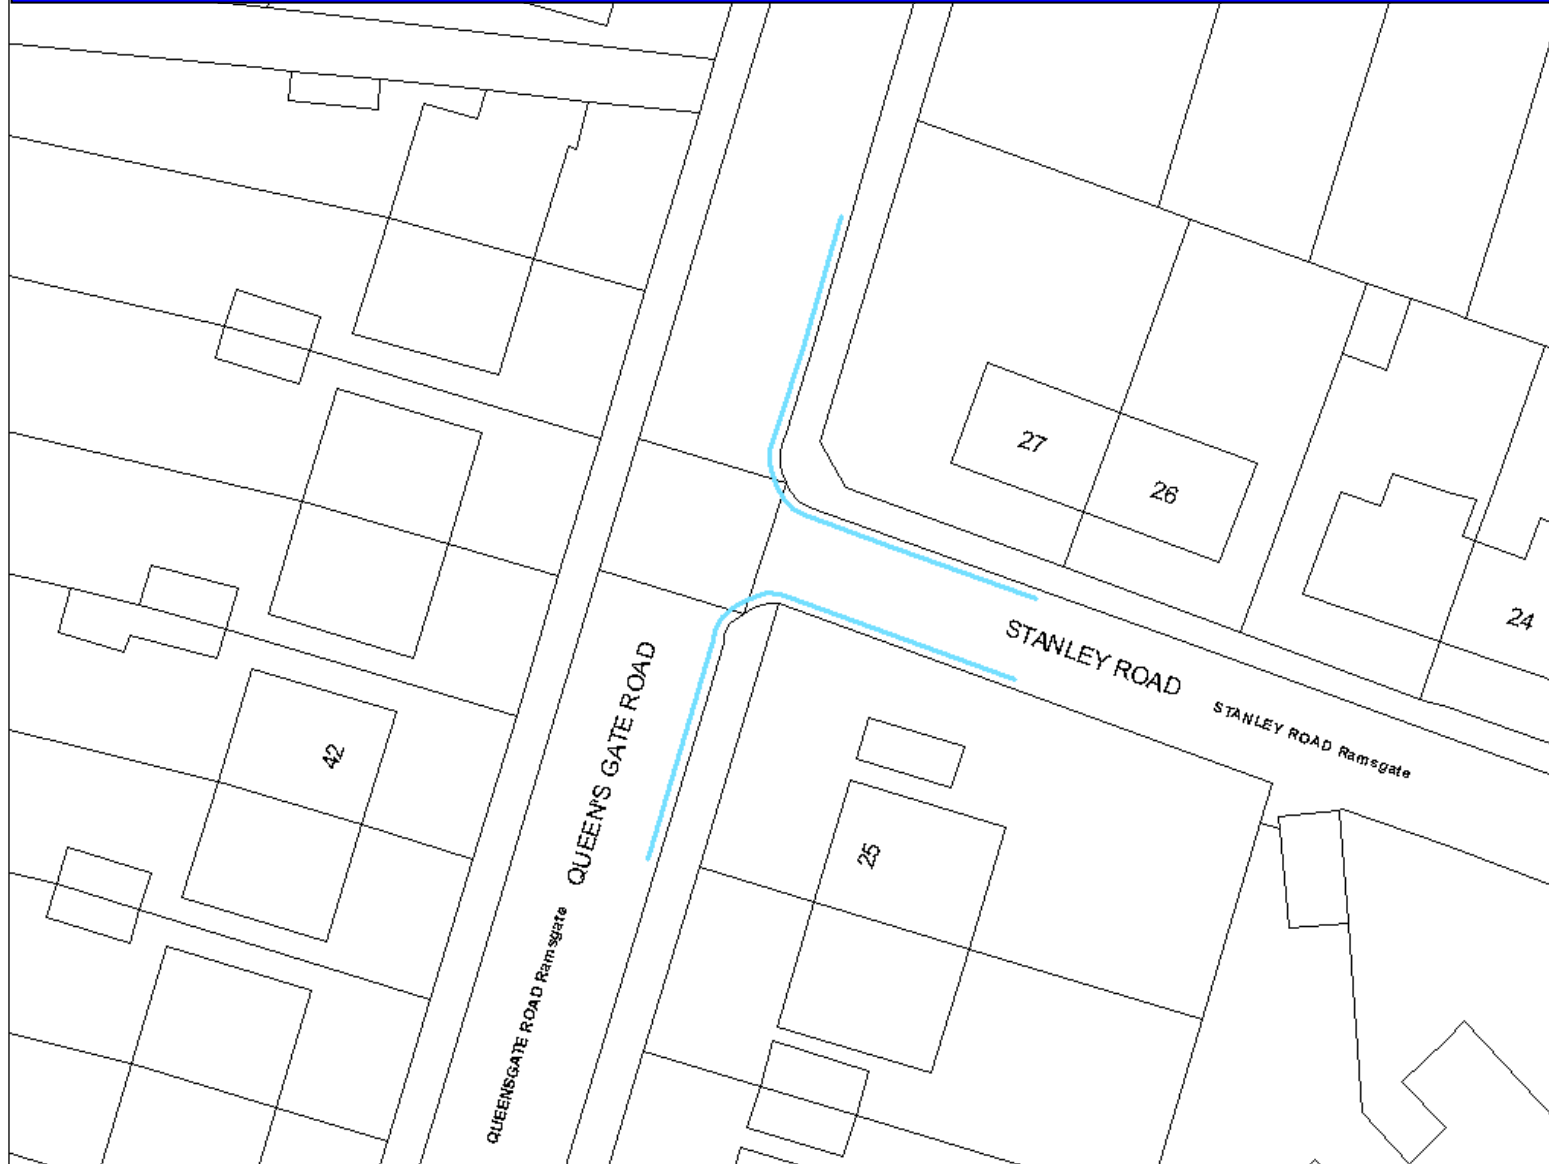 27
26
24
STANLEY ROAD
STANLEY ROAD Ramsgate
42
QUEEN'S GATE ROAD
25
QUEENSGATE ROAD Ramsgate